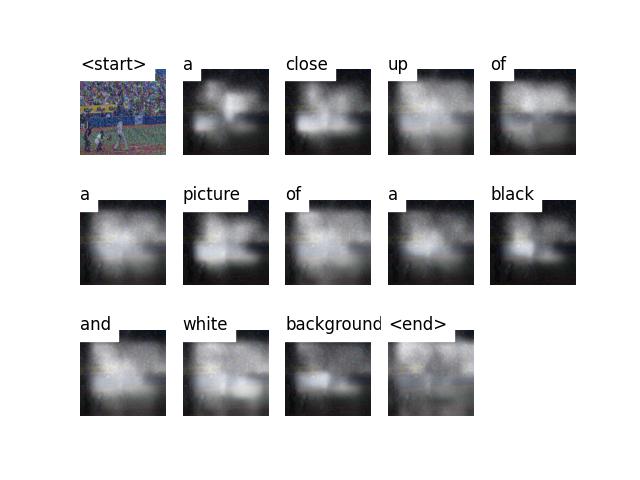 <start> a close up of
a picture of a black
and white background <end>